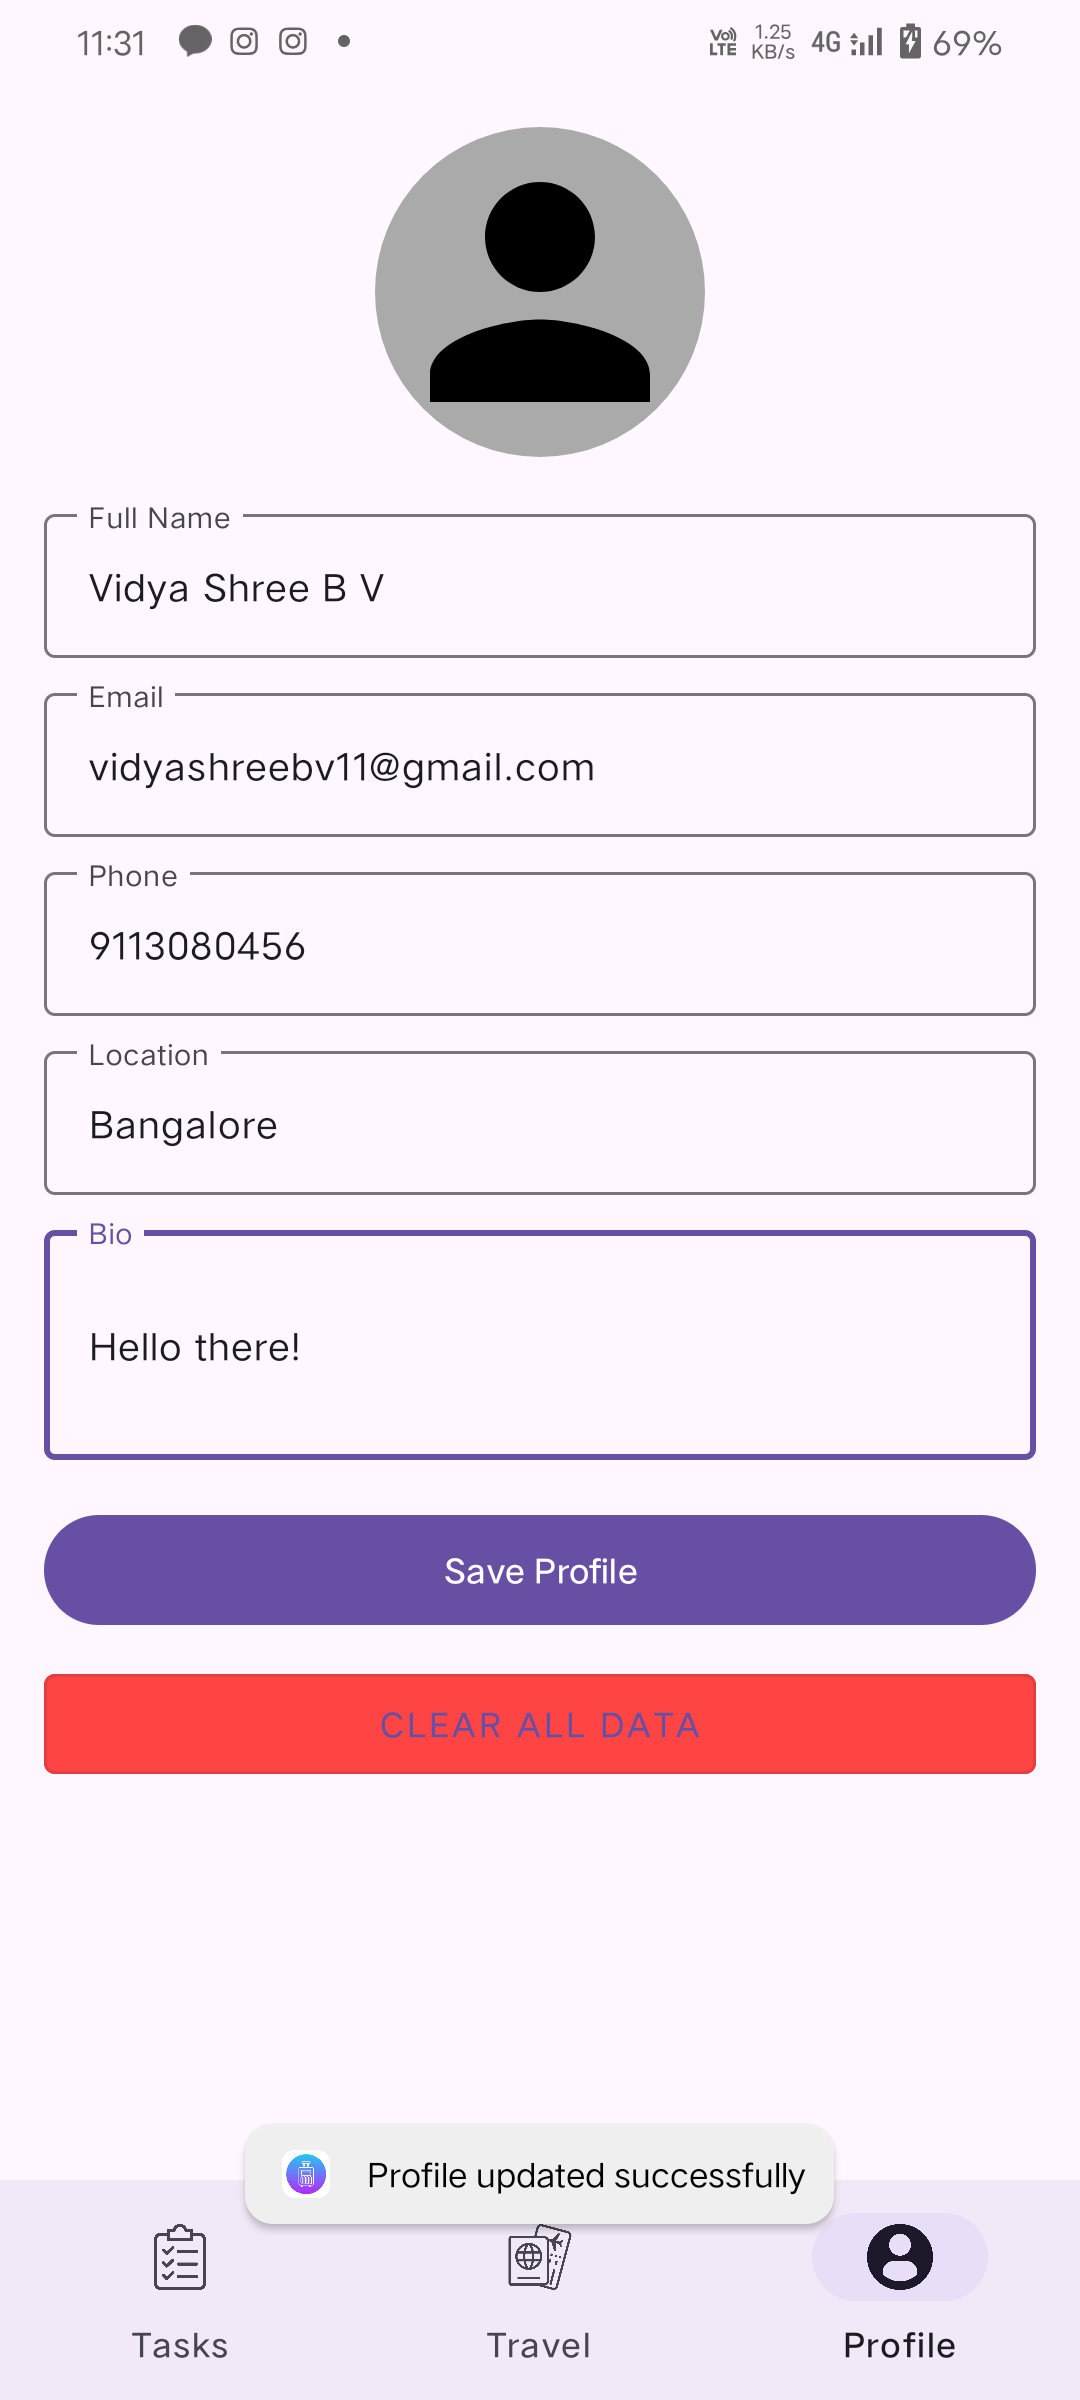 11:31 Vo) LTE 1.25 KB/s 4G 69%
Full Name
Vidya Shree B V
Email
vidyashreebv11@gmail.com
Phone
9113080456
Location
Bangalore
Bio
Hello there!
Save Profile
CLEAR ALL DATA
Profile updated successfully
Tasks Travel Profile